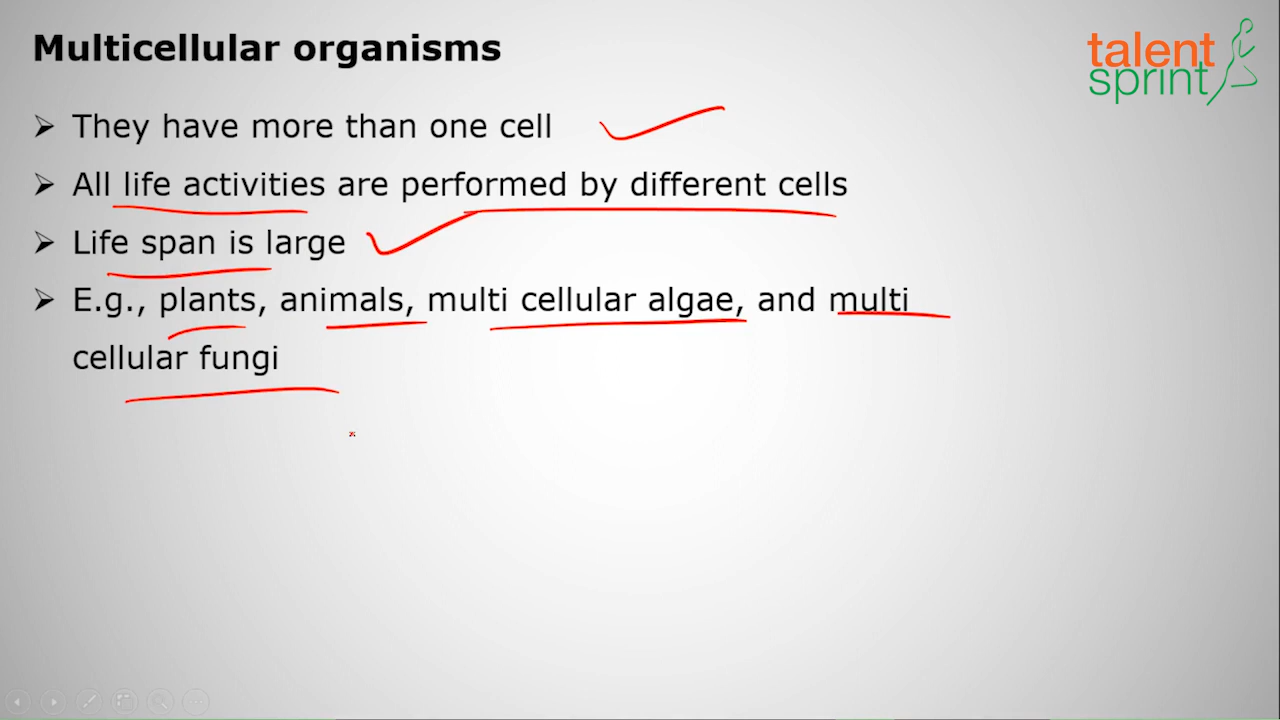 Multicellular organisms
talent
sprint
➢ They have more than one cell
➢ All life activities are performed by different cells
➢ Life span is large
➢ E.g., plants, animals, multi cellular algae, and multi
cellular fungi